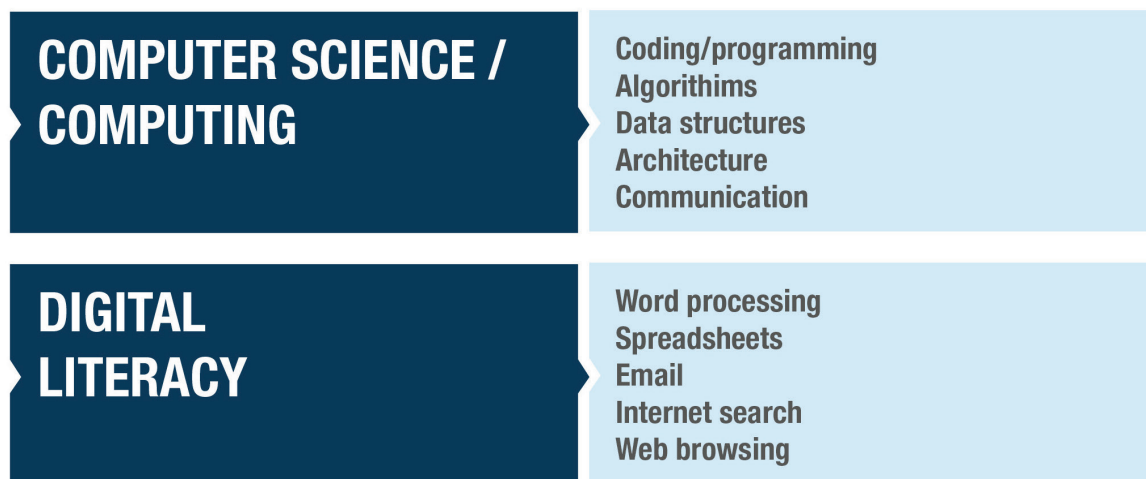 COMPUTER SCIENCE /
COMPUTING
Coding/programming
Algorithims
Data structures
Architecture
Communication
DIGITAL
LITERACY
Word processing
Spreadsheets
Email
Internet search
Web browsing